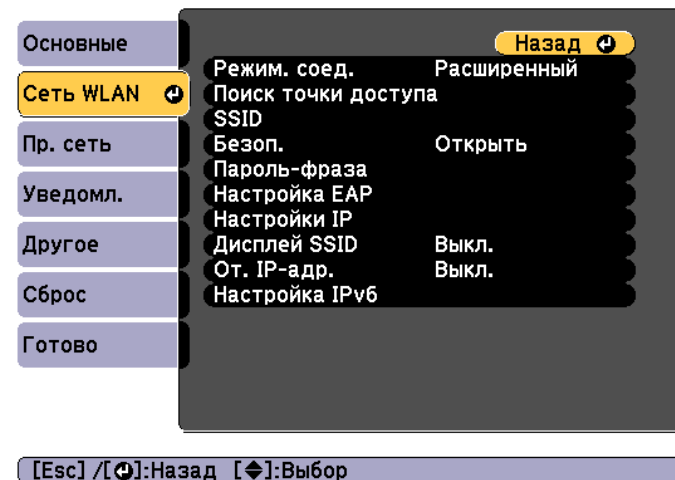 Основные
Сеть WLAN
Пр. сеть
Уведомл.
Другое
Сброс
Готово
Назад
Режим. соед. Расширенный
Поиск точки доступа
SSID
Безоп. Открыть
Пароль-фраза
Настройка EAP
Настройки IP
Дисплей SSID Выкл.
От. IP-адр. Выкл.
Настройка IPv6
[Esc] /[⏎]:Назад [◆]:Выбор